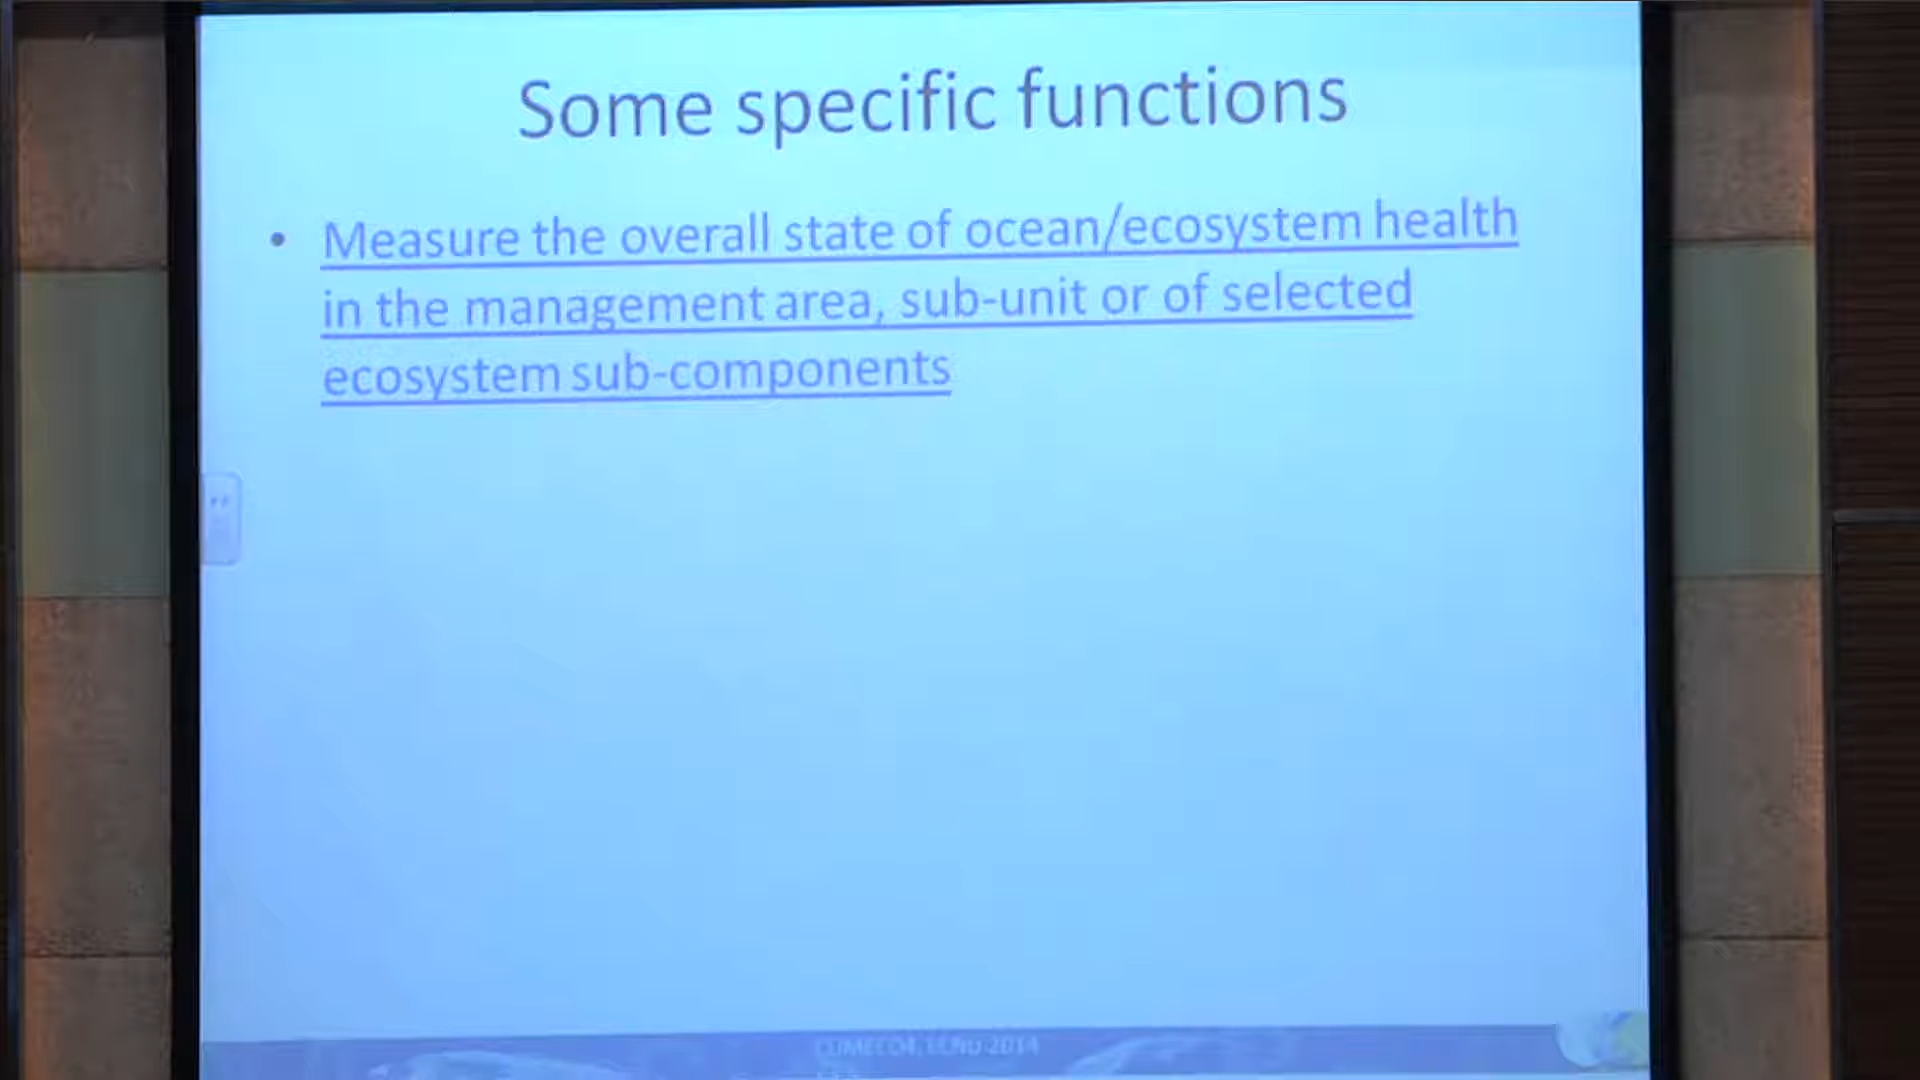 Some specific functions
• Measure the overall state of ocean/ecosystem health
in the management area, sub-unit or of selected
ecosystem sub-components
2014